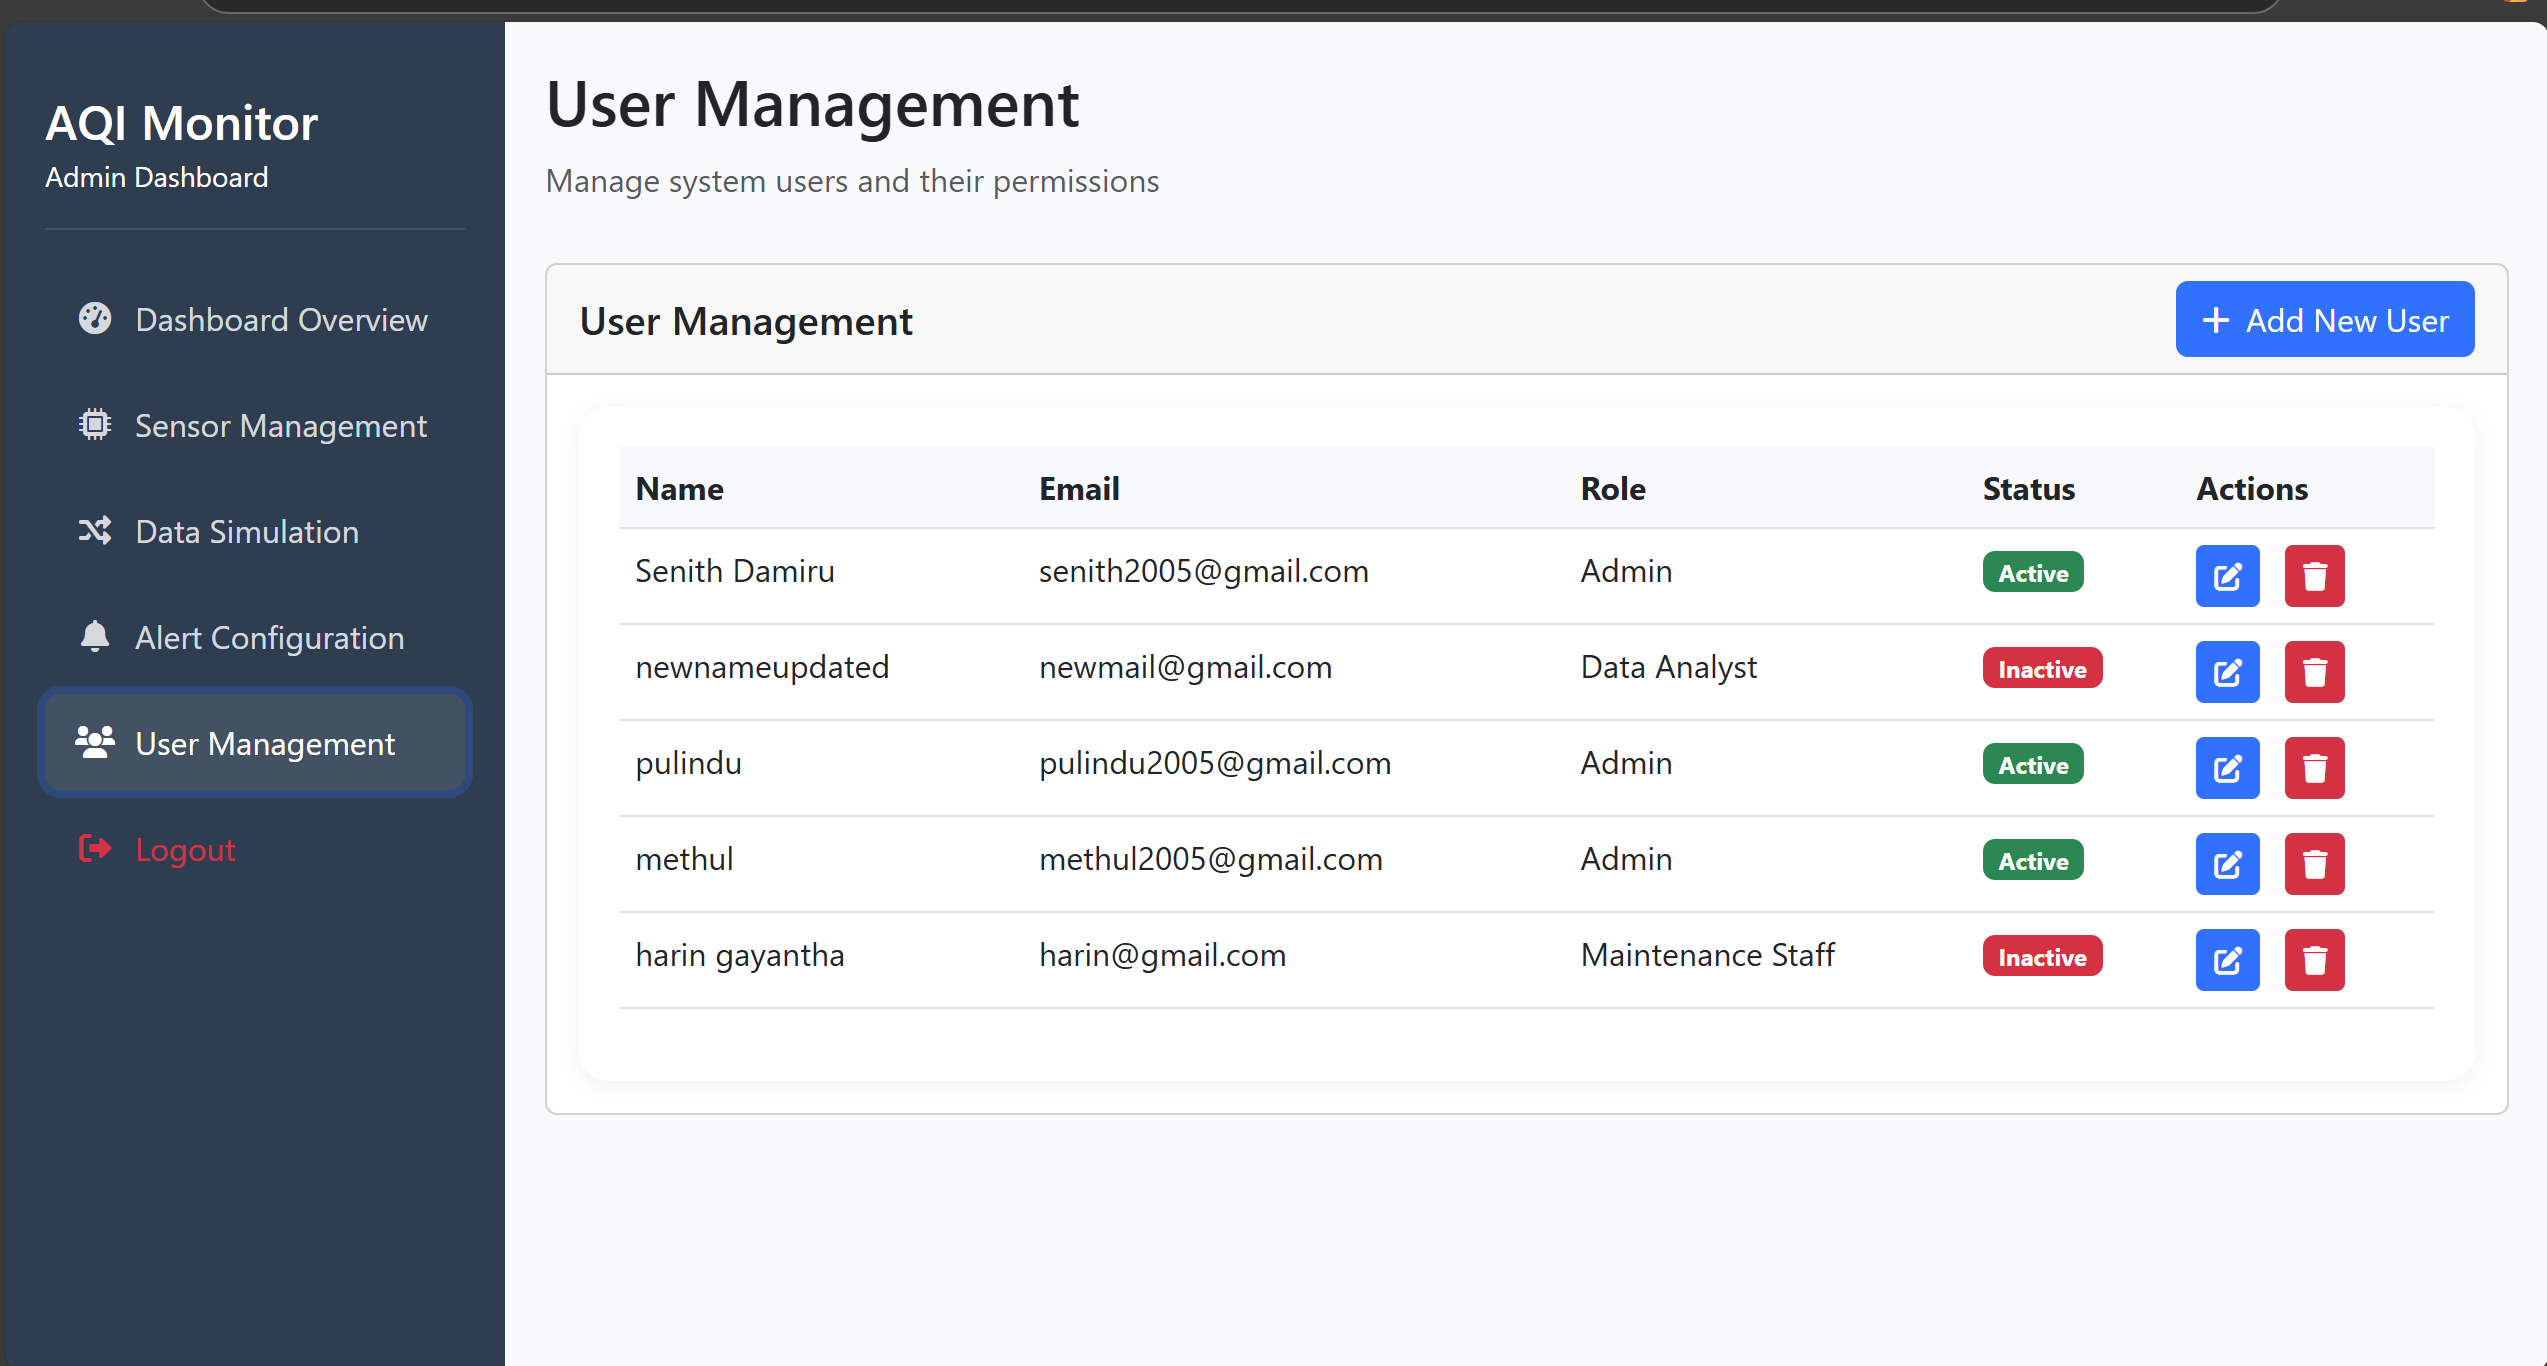 AQI Monitor
Admin Dashboard
Dashboard Overview
Sensor Management
Data Simulation
Alert Configuration
User Management
Logout
User Management
Manage system users and their permissions
User Management
Add New User
Name Email Role Status Actions
Senith Damiru senith2005@gmail.com Admin Active
newnameupdated newmail@gmail.com Data Analyst Inactive
pulindu pulindu2005@gmail.com Admin Active
methul methul2005@gmail.com Admin Active
harin gayantha harin@gmail.com Maintenance Staff Inactive